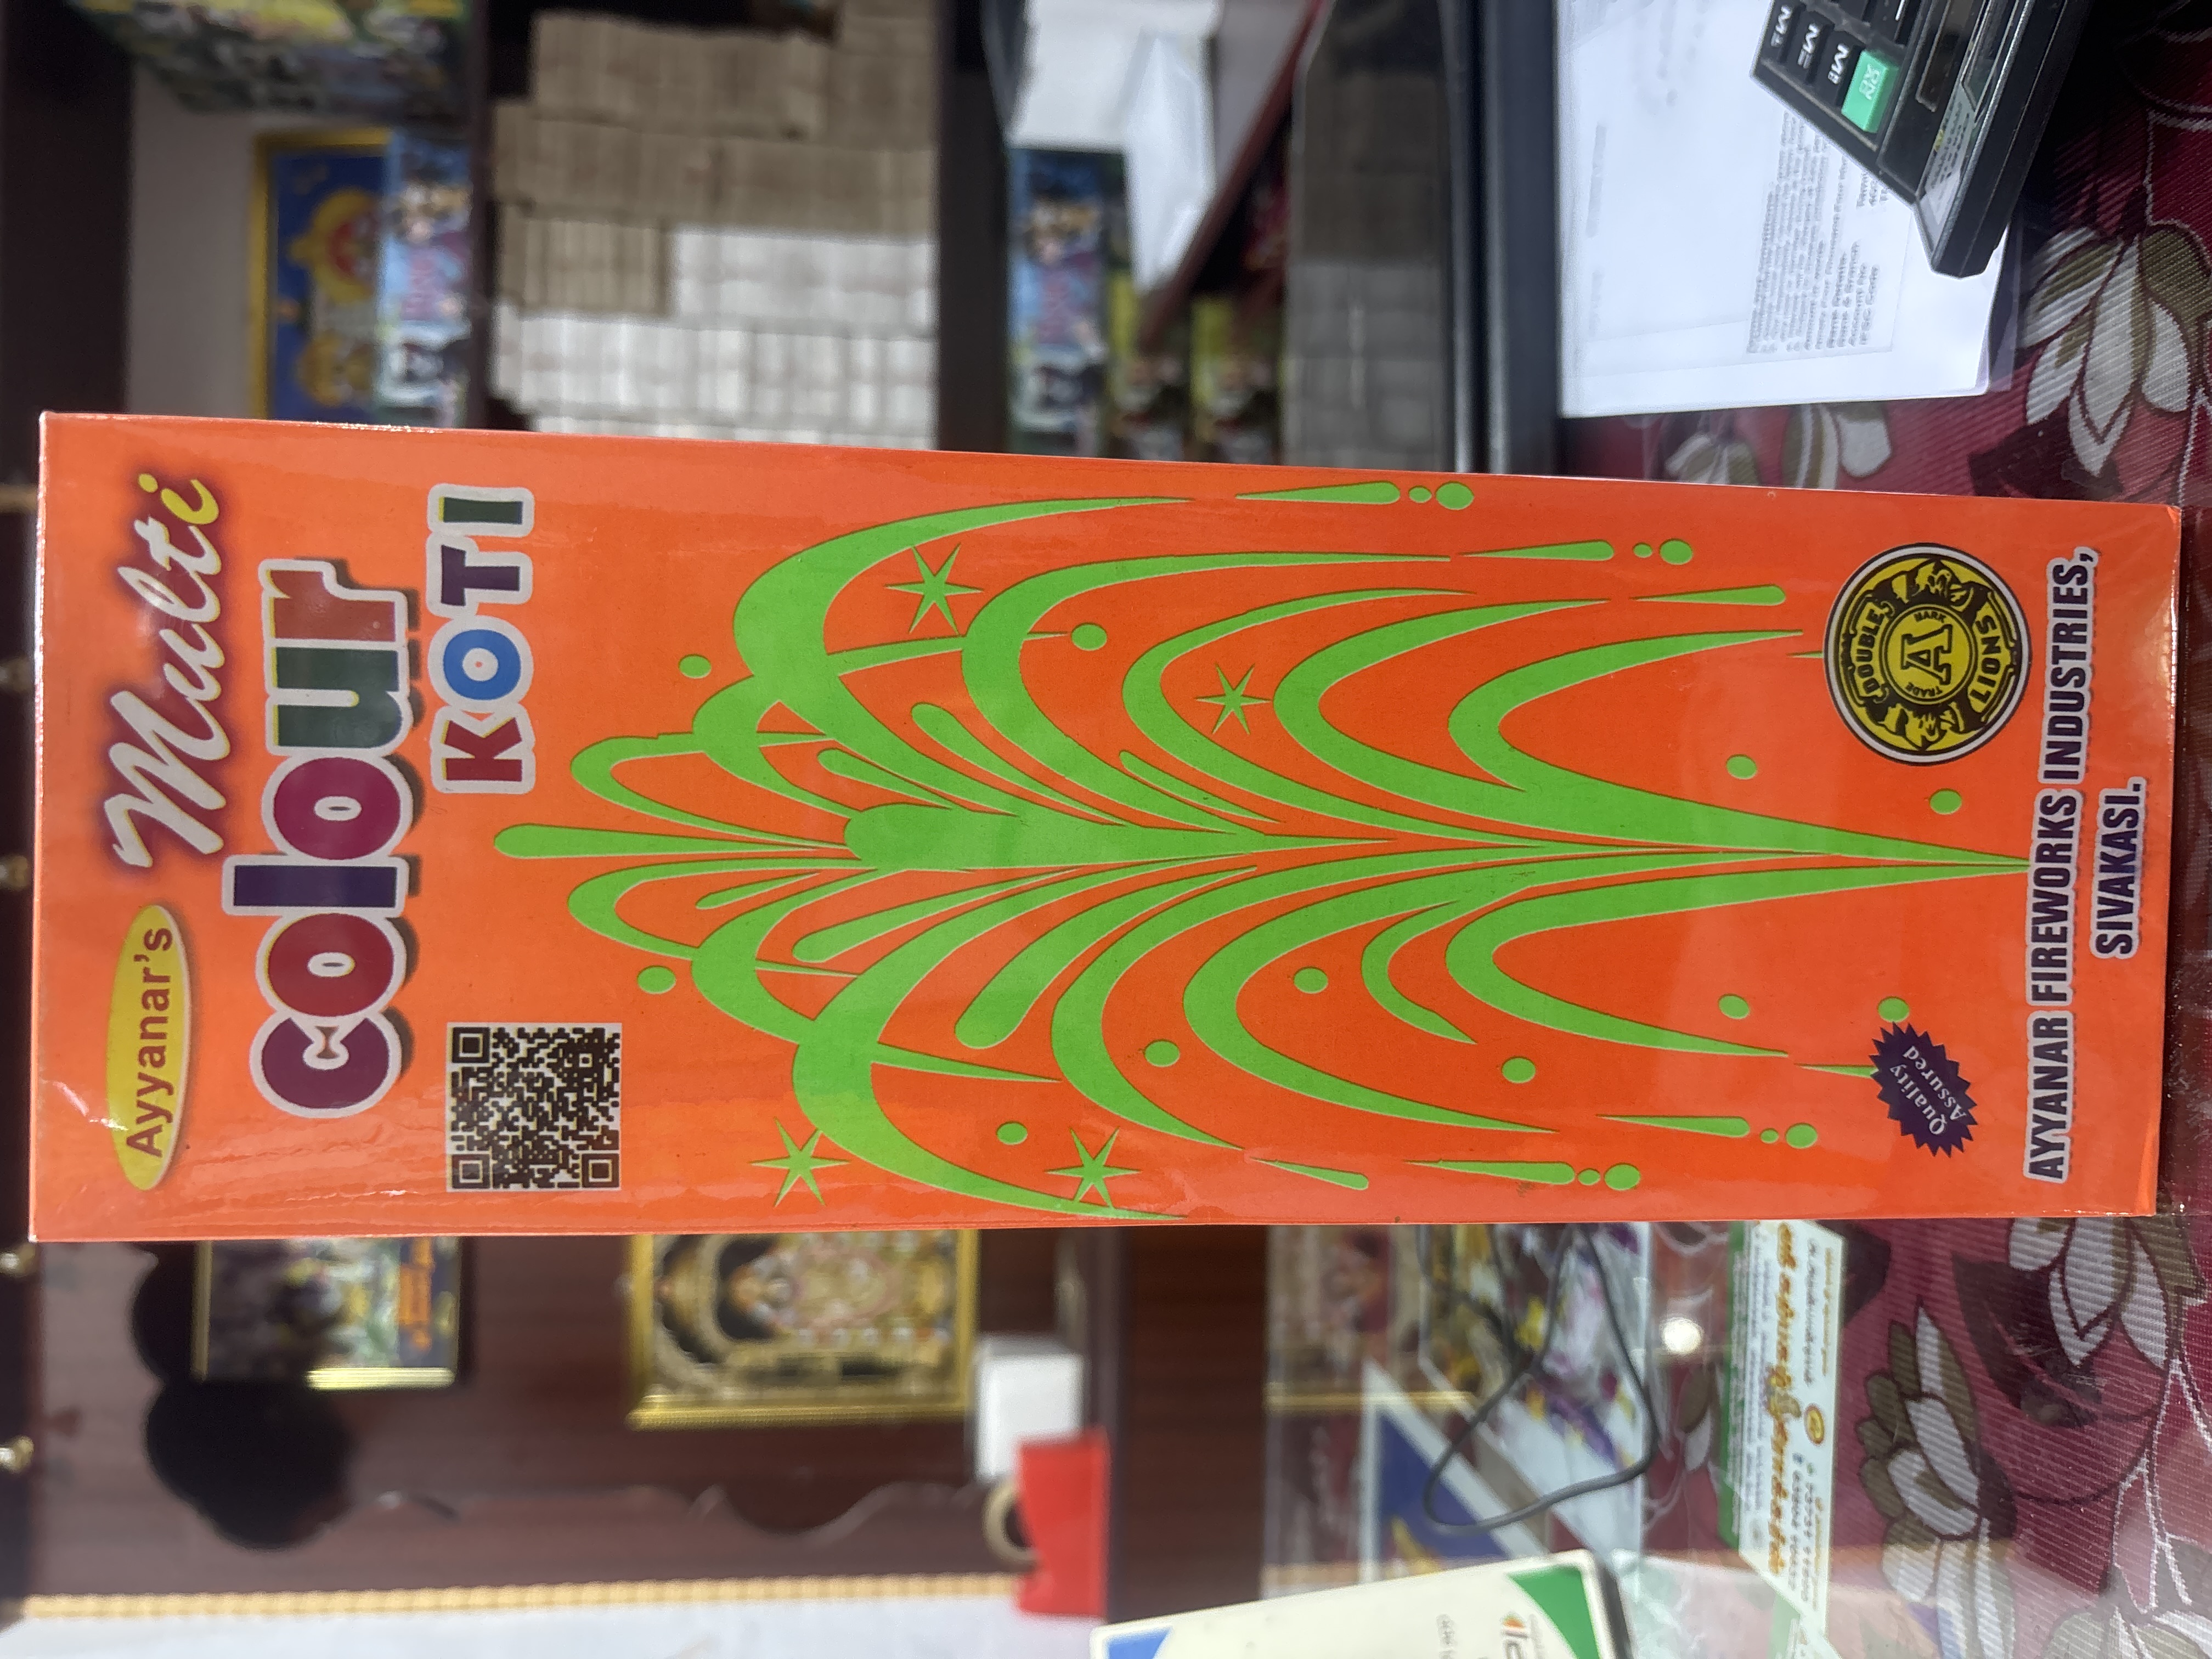 Ayyanar's
Multi
Colour
KOTI
DOUBLE
TRADE
A
MARK
LIONS
Quality
Assured
AYYANAR FIREWORKS INDUSTRIES,
SIVAKASI.